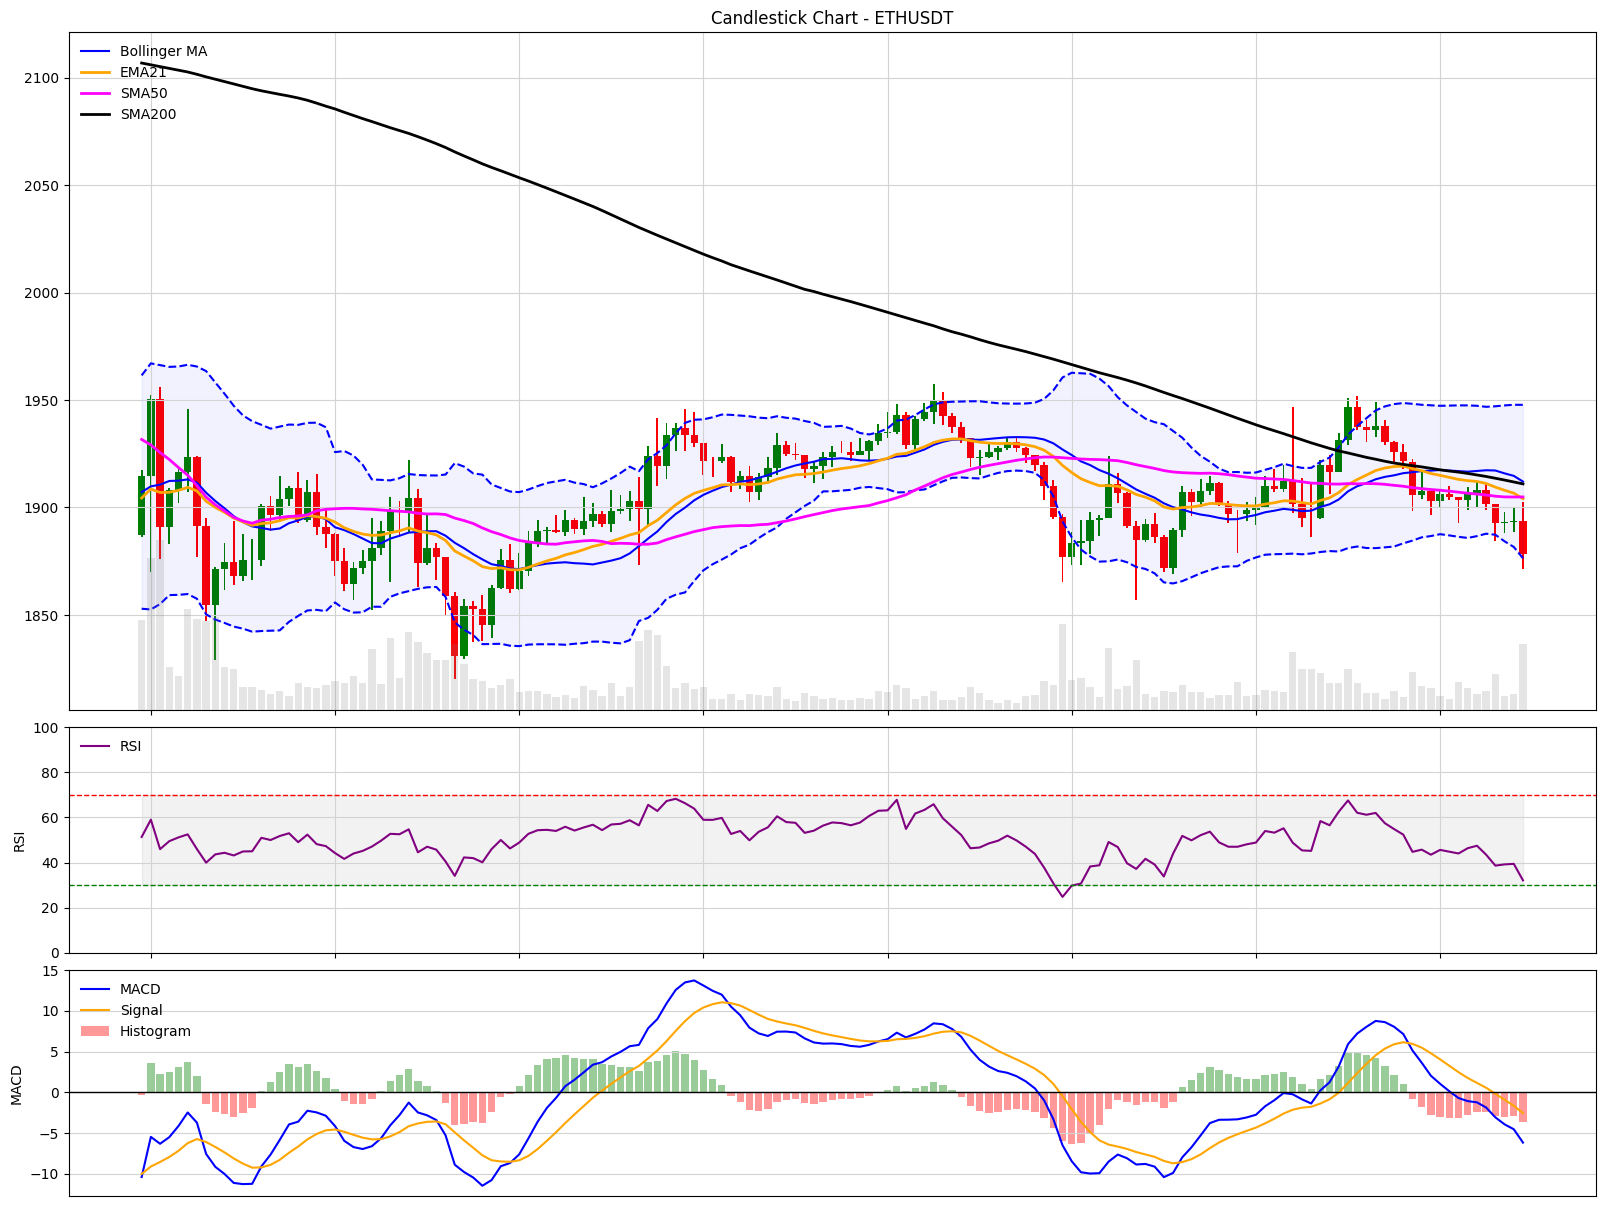 Candlestick Chart - ETHUSDT
Bollinger MA
EMA21
SMA50
SMA200
2100
2050
2000
1950
1900
1850
RSI
RSI
100
80
60
40
20
0
MACD
Signal
Histogram
MACD
15
10
5
0
−5
−10